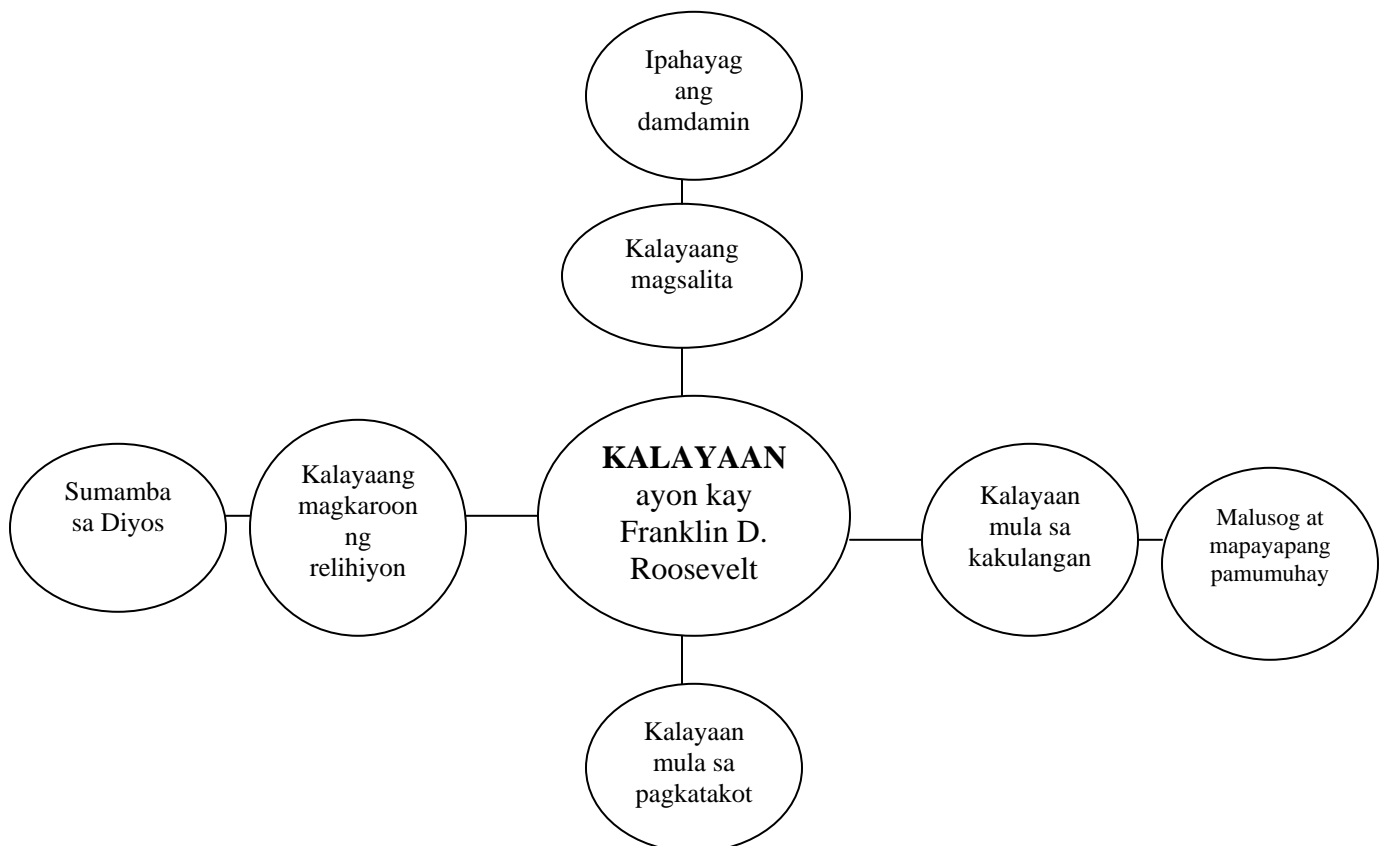 Ipahayag
ang
damdamin
Kalayaang
magsalita
Sumamba
sa Diyos
Kalayaang
magkaroon
ng
relihiyon
KALAYAAN
ayon kay
Franklin D.
Roosevelt
Kalayaan
mula sa
kakulangan
Malusog at
mapayapang
pamumuhay
Kalayaan
mula sa
pagkatakot